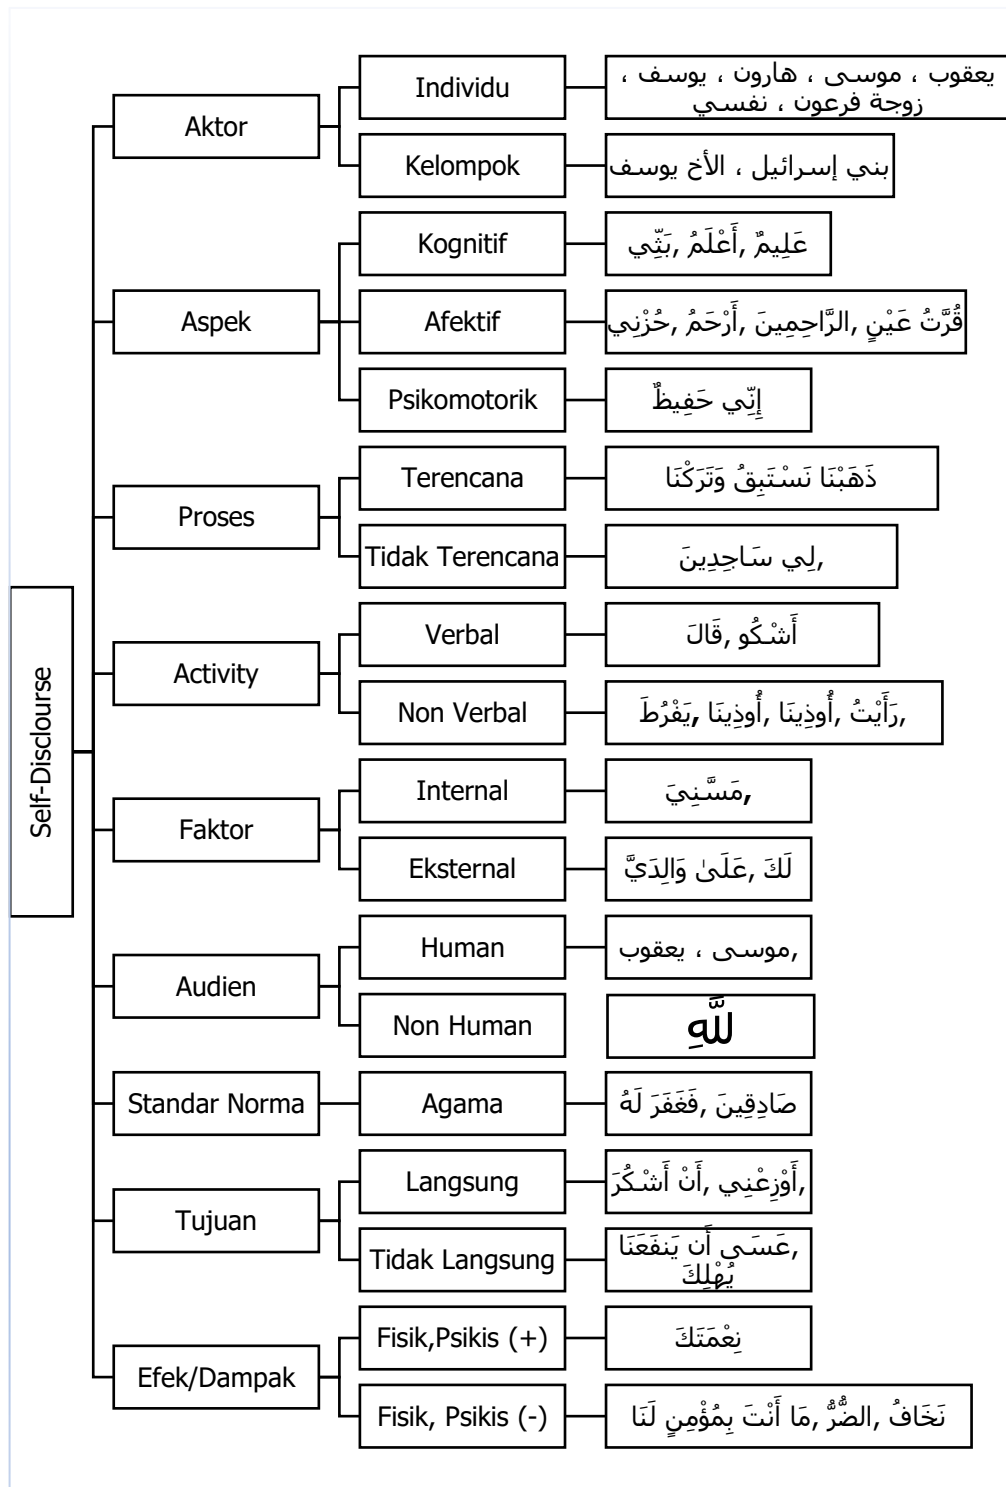 Self-Disclourse
Aktor
Individu
يعقوب ، موسى ، هارون ، يوسف ،
زوجة فرعون ، نفسي
Kelompok
بني إسرائيل ، الأخ يوسف
Aspek
Kognitif
عَلِيمٌ ,أَعْلَمُ ,بَثِّي
Afektif
قُرَّتُ عَيْنٍ ,الرَّاحِمِينَ ,أَرْحَمُ ,حُزْنِي
Psikomotorik
إِنِّي حَفِيظٌ
Proses
Terencana
ذَهَبْنَا نَسْتَبِقُ وَتَرَكْنَا
Tidak Terencana
,لِي سَاجِدِينَ
Activity
Verbal
أَشْكُو ,قَالَ
Non Verbal
,رَأَيْتُ ,أُوذِينَا ,أُوذِينَا ,يَفْرُطَ
Faktor
Internal
,مَسَّنِيَ
Eksternal
لَكَ ,عَلَىٰ وَالِدَيَّ
Audien
Human
,موسى ، يعقوب
Non Human
لِلَّهِ
Standar Norma
Agama
صَادِقِينَ ,فَغَفَرَ لَهُ
Tujuan
Langsung
,أَوْزِعْنِي ,أَنْ أَشْكُرَ
Tidak Langsung
,عَسَى أَن يَنفَعَنَا
يُهْلِكَ
Efek/Dampak
Fisik,Psikis (+)
نِعْمَتَكَ
Fisik, Psikis (-)
نَخَافُ ,الضُّرُّ ,مَا أَنْتَ بِمُؤْمِنٍ لَنَا